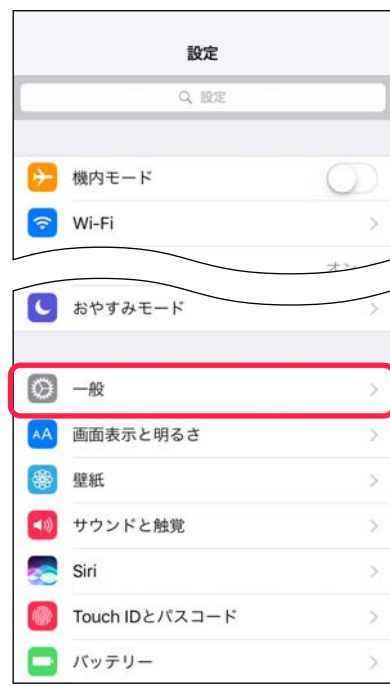 設定
設定
機内モード
Wi-Fi
おやすみモード
一般
AA
画面表示と明るさ
壁紙
サウンドと触覚
Siri
Touch IDとパスコード
バッテリー